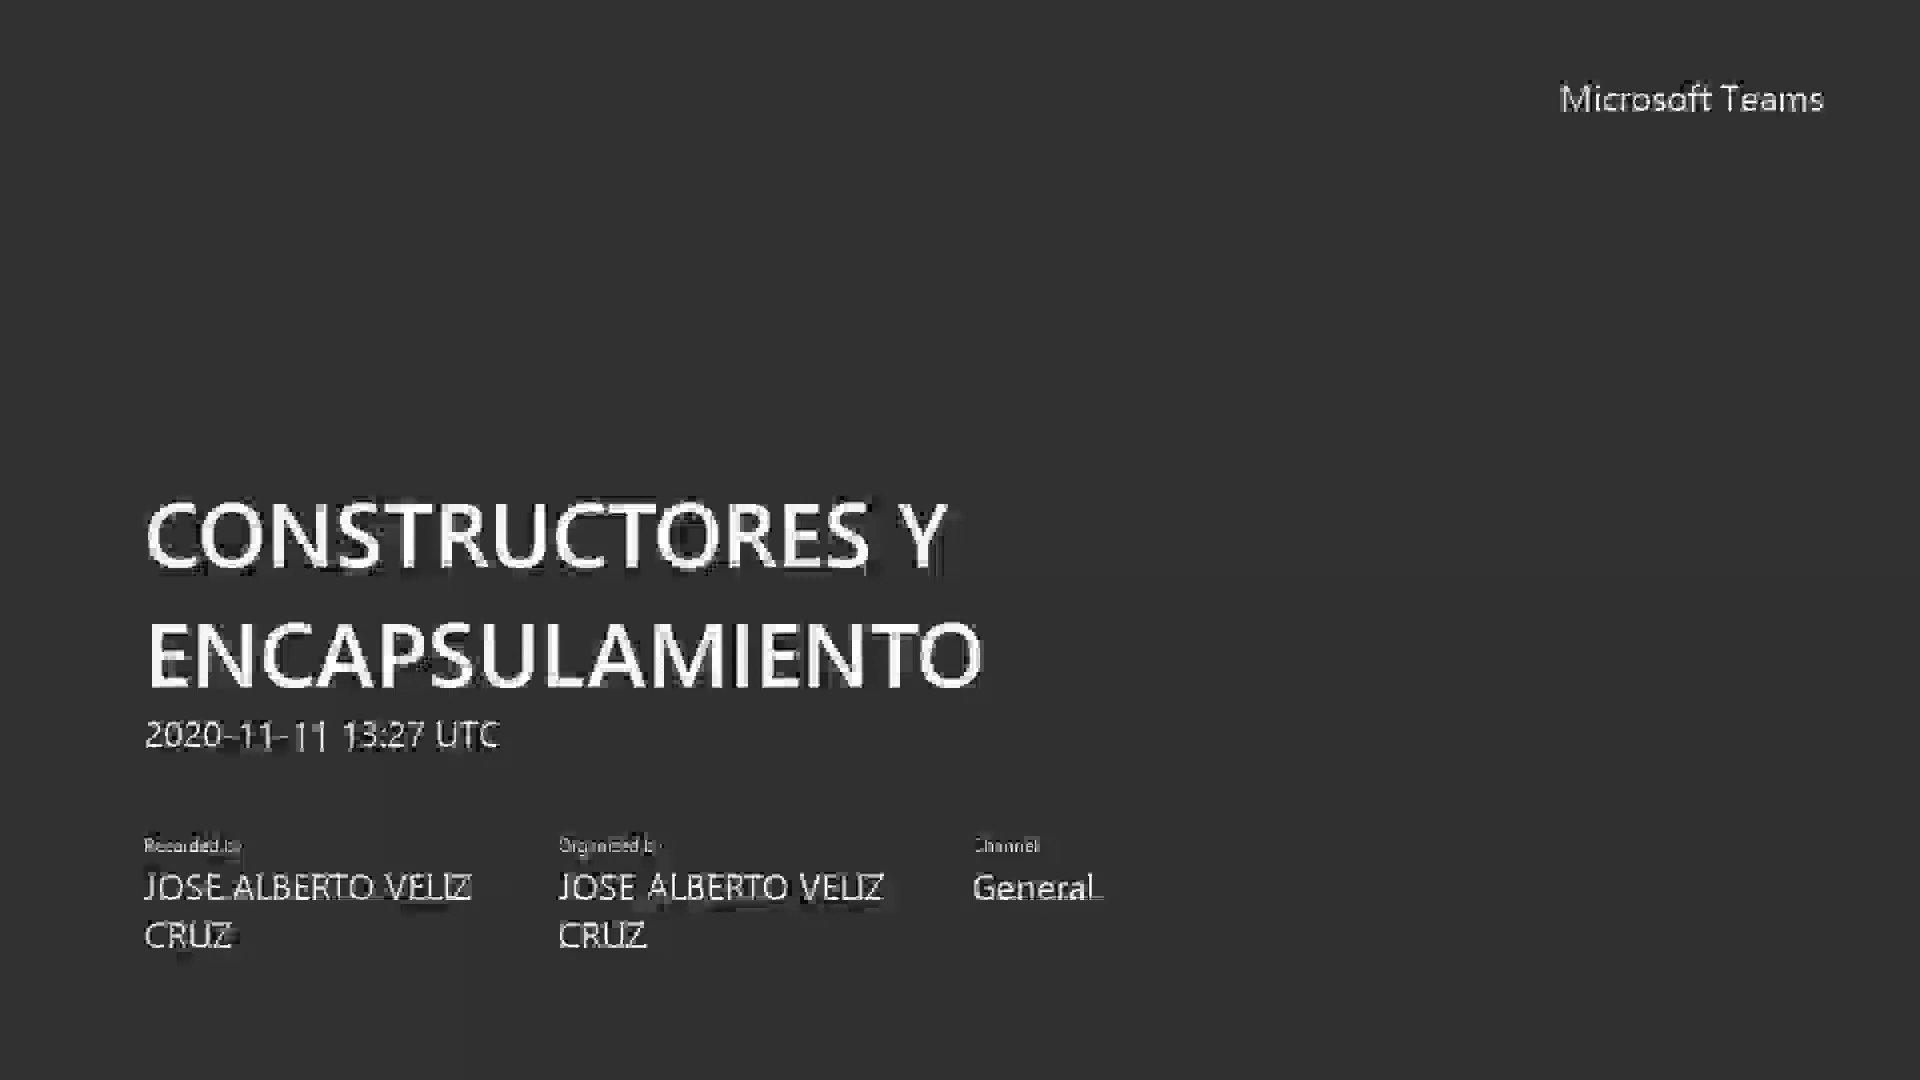 Microsoft Teams
CONSTRUCTORES Y
ENCAPSULAMIENTO
2020-11-11 13:27 UTC
Recorded by
Organized by
Channel
JOSE ALBERTO VELIZ
JOSE ALBERTO VELIZ
General
CRUZ
CRUZ